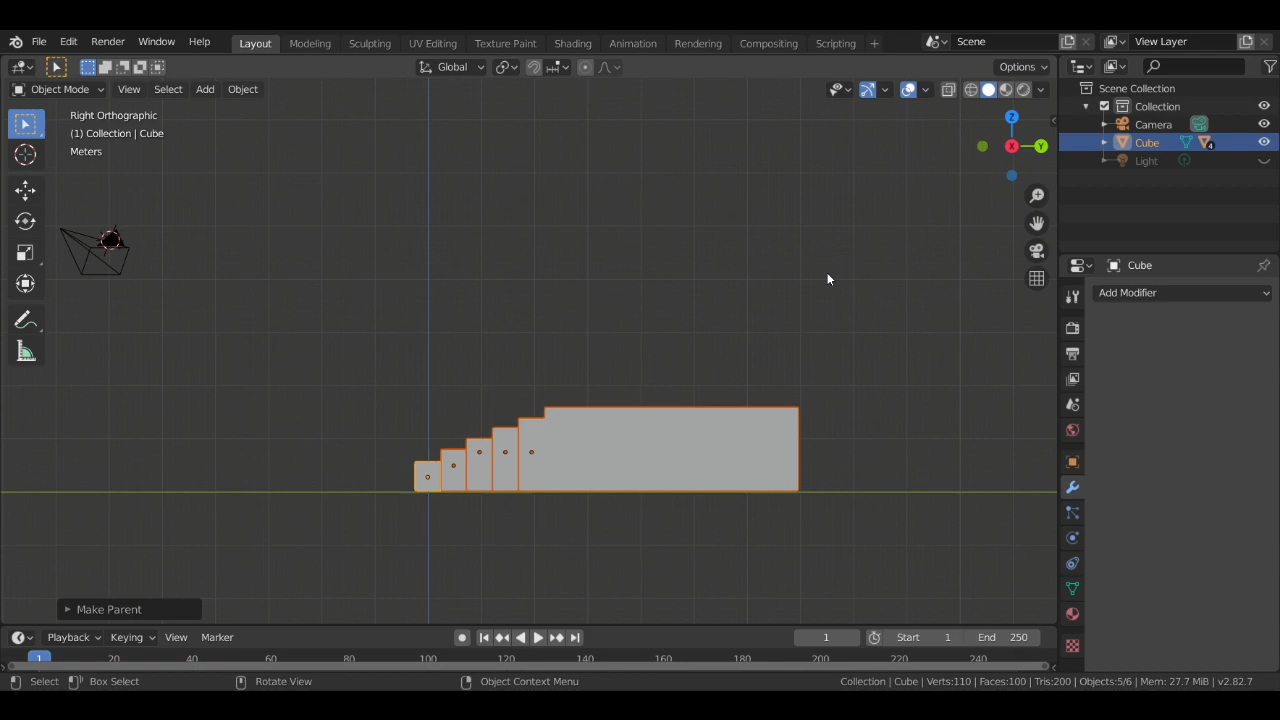 File Edit Render Window Help Layout Modeling Sculpting UV Editing Texture Paint Shading Animation Rendering Compositing Scripting + Scene View Layer
Global Options
Object Mode View Select Add Object
Right Orthographic
(1) Collection | Cube
Meters
Z
X
Y
Scene Collection
Collection
Camera
Cube
4
Light
Cube
Add Modifier
Make Parent
Playback Keying View Marker 1 Start 1 End 250
1 20 40 60 80 100 120 140 160 180 200 220 240
Select Box Select Rotate View Object Context Menu Collection | Cube | Verts:110 | Faces:100 | Tris:200 | Objects:5/6 | Mem: 27.7 MiB | v2.82.7